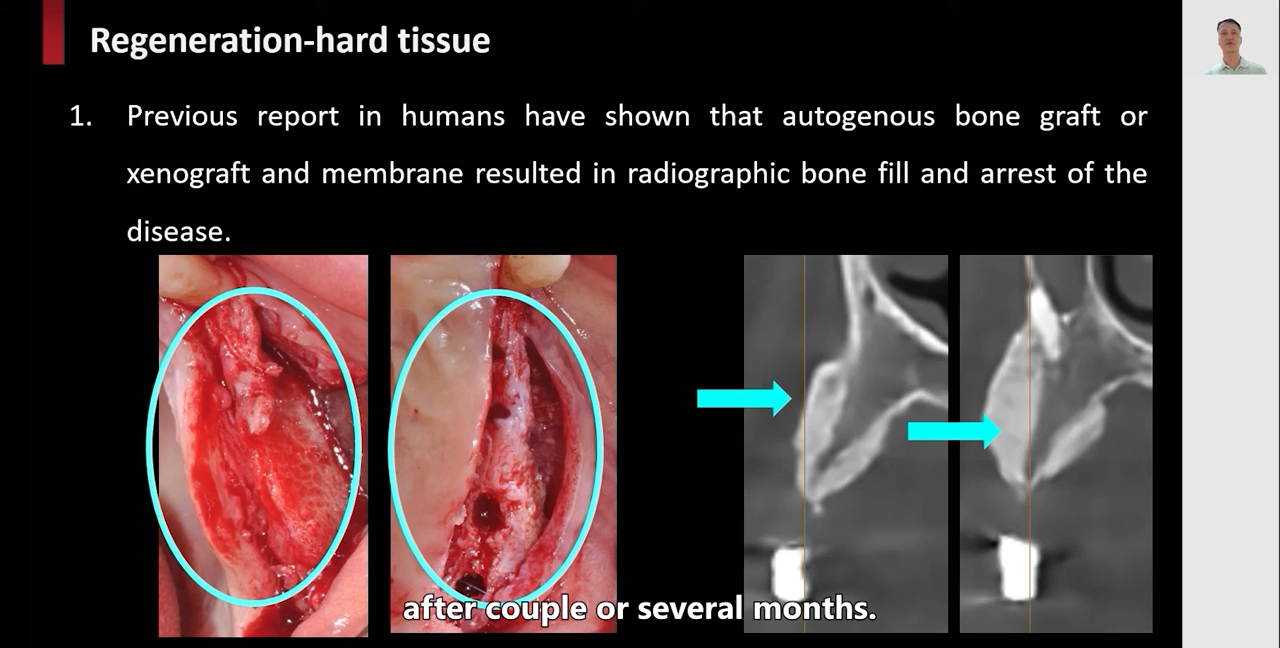 Regeneration-hard tissue
1. Previous report in humans have shown that autogenous bone graft or
xenograft and membrane resulted in radiographic bone fill and arrest of the
disease.
after couple or several months.